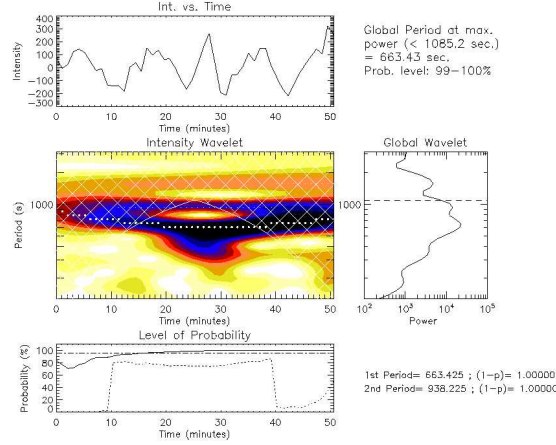 Int. vs. Time
400
300
200
100
0
−100
−200
−300
Intensity
0 10 20 30 40 50
Time (minutes)
Global Period at max.
power (< 1085.2 sec.)
= 663.43 sec.
Prob. level: 99−100%
Intensity Wavelet
1000
Period (s)
0 10 20 30 40 50
Time (minutes)
Global Wavelet
1000
10² 10³ 10⁴ 10⁵
Power
Level of Probability
100
80
60
40
20
0
Probability (%)
0 10 20 30 40 50
Time (minutes)
1st Period= 663.425 ; (1−p)= 1.00000
2nd Period= 938.225 ; (1−p)= 1.00000